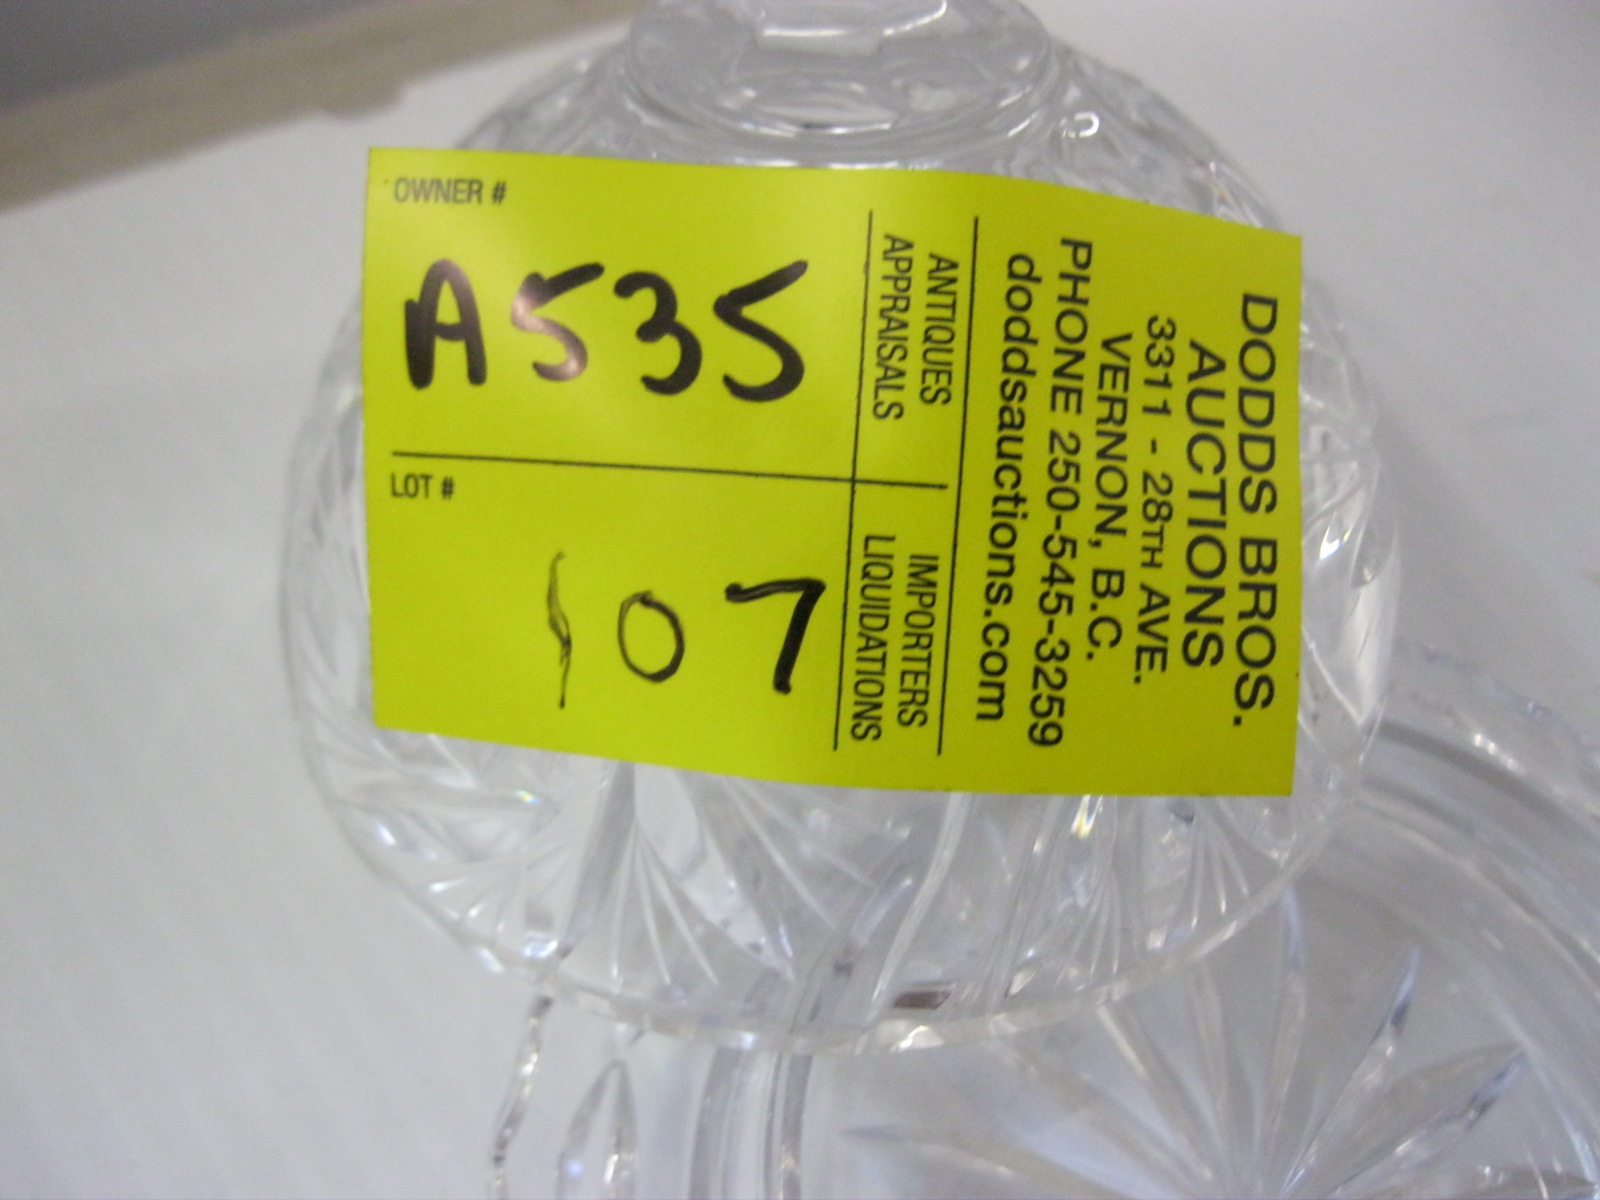 DODDS BROS.
AUCTIONS
3311 - 28TH AVE.
VERNON, B.C.
PHONE 250-545-3259
doddsauctions.com
ANTIQUES
APPRAISALS
IMPORTERS
LIQUIDATIONS
OWNER #
A535
LOT #
107